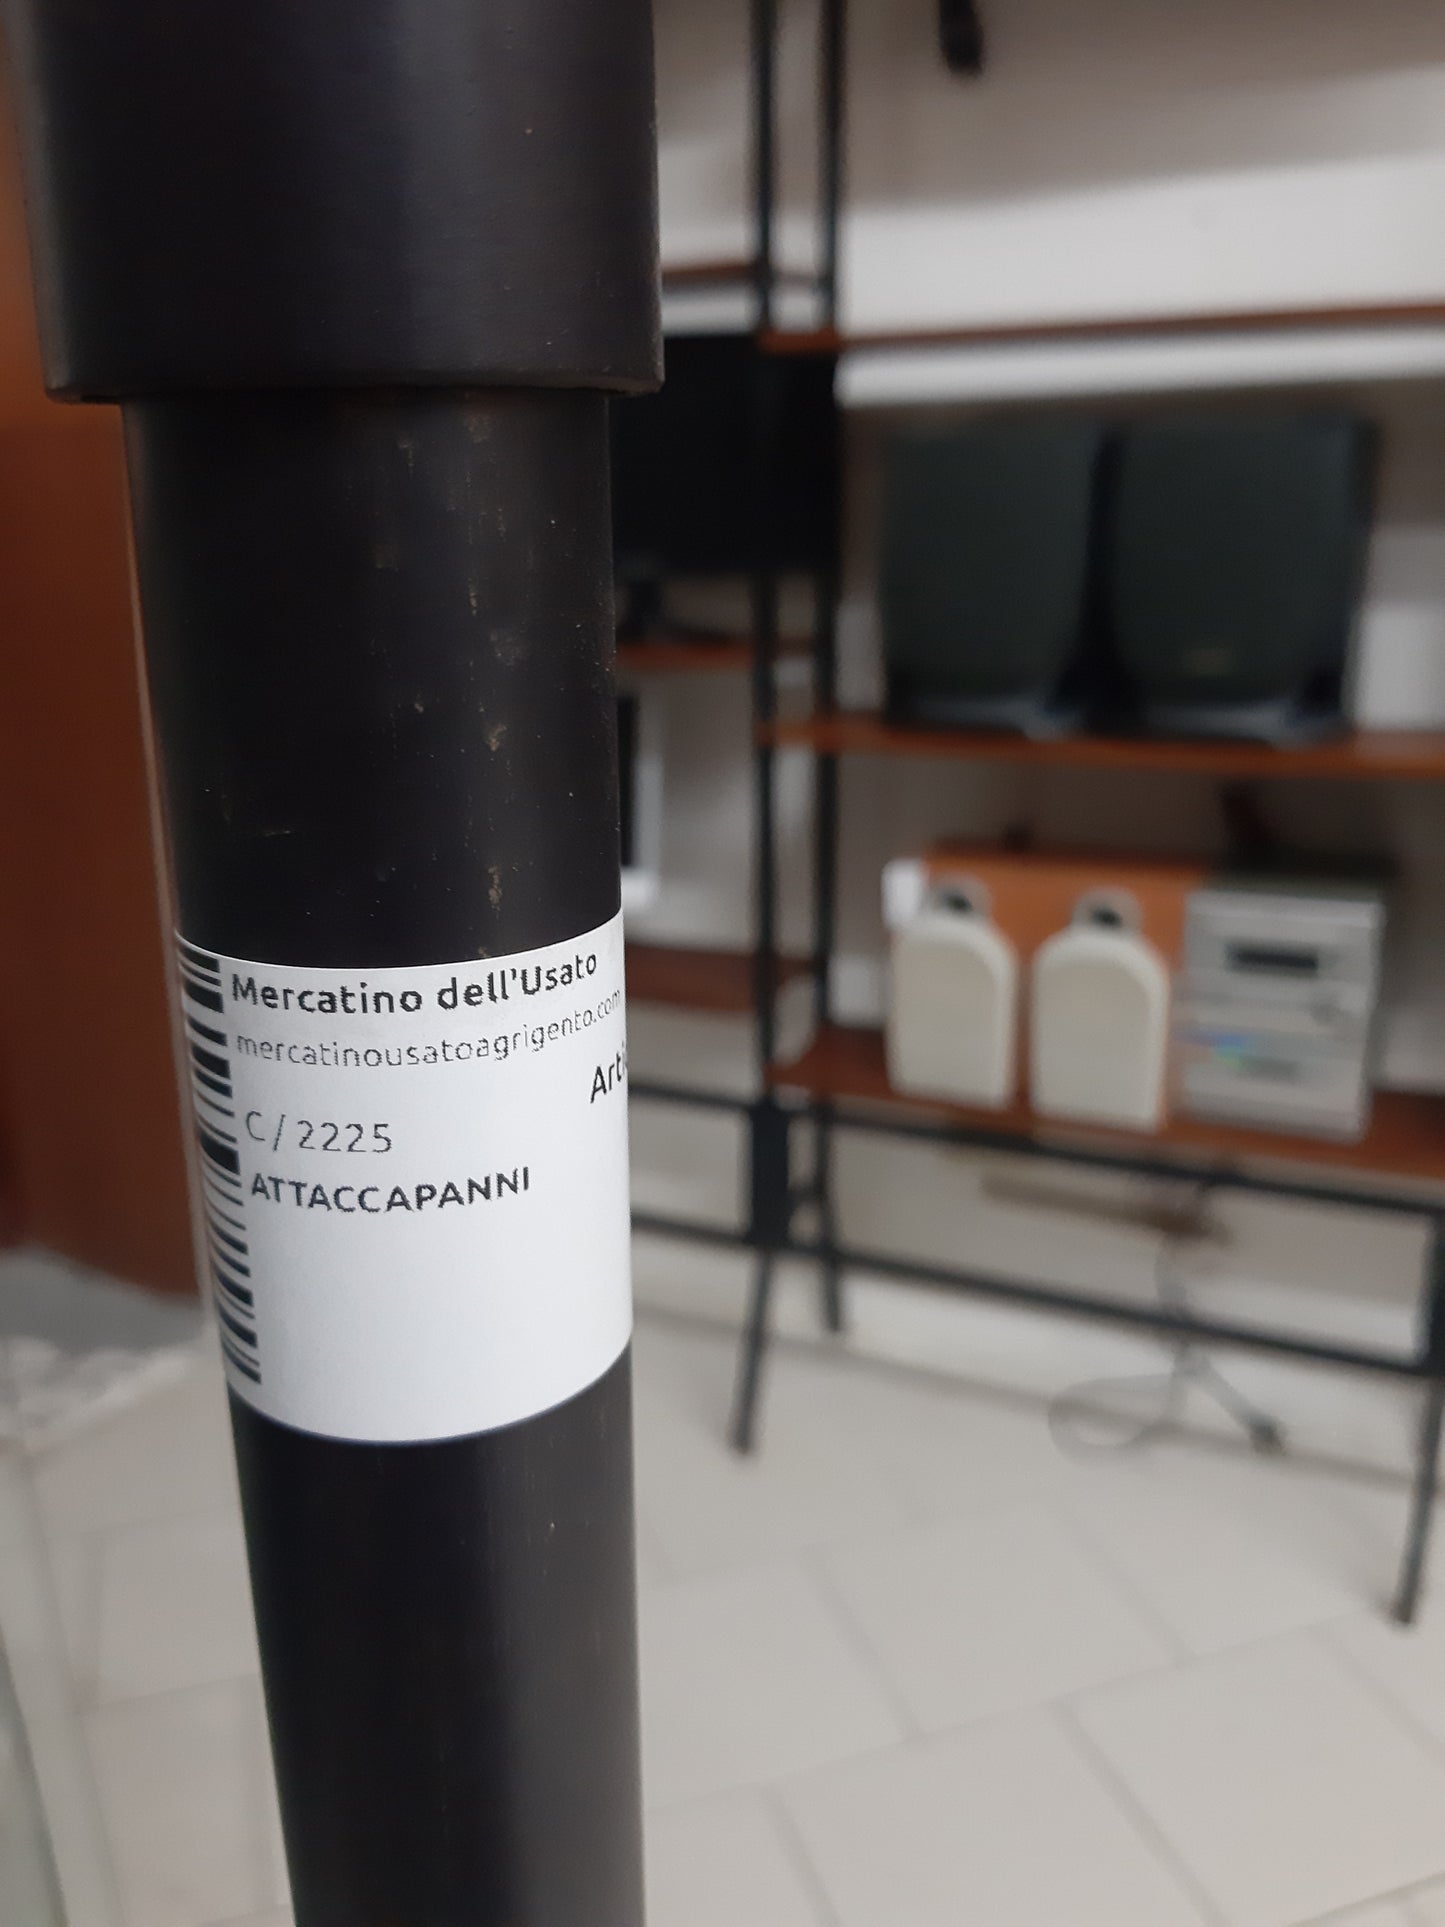 Mercatino dell'Usato
mercatinousatoagrigento.com
C/ 2225
ATTACCAPANNI